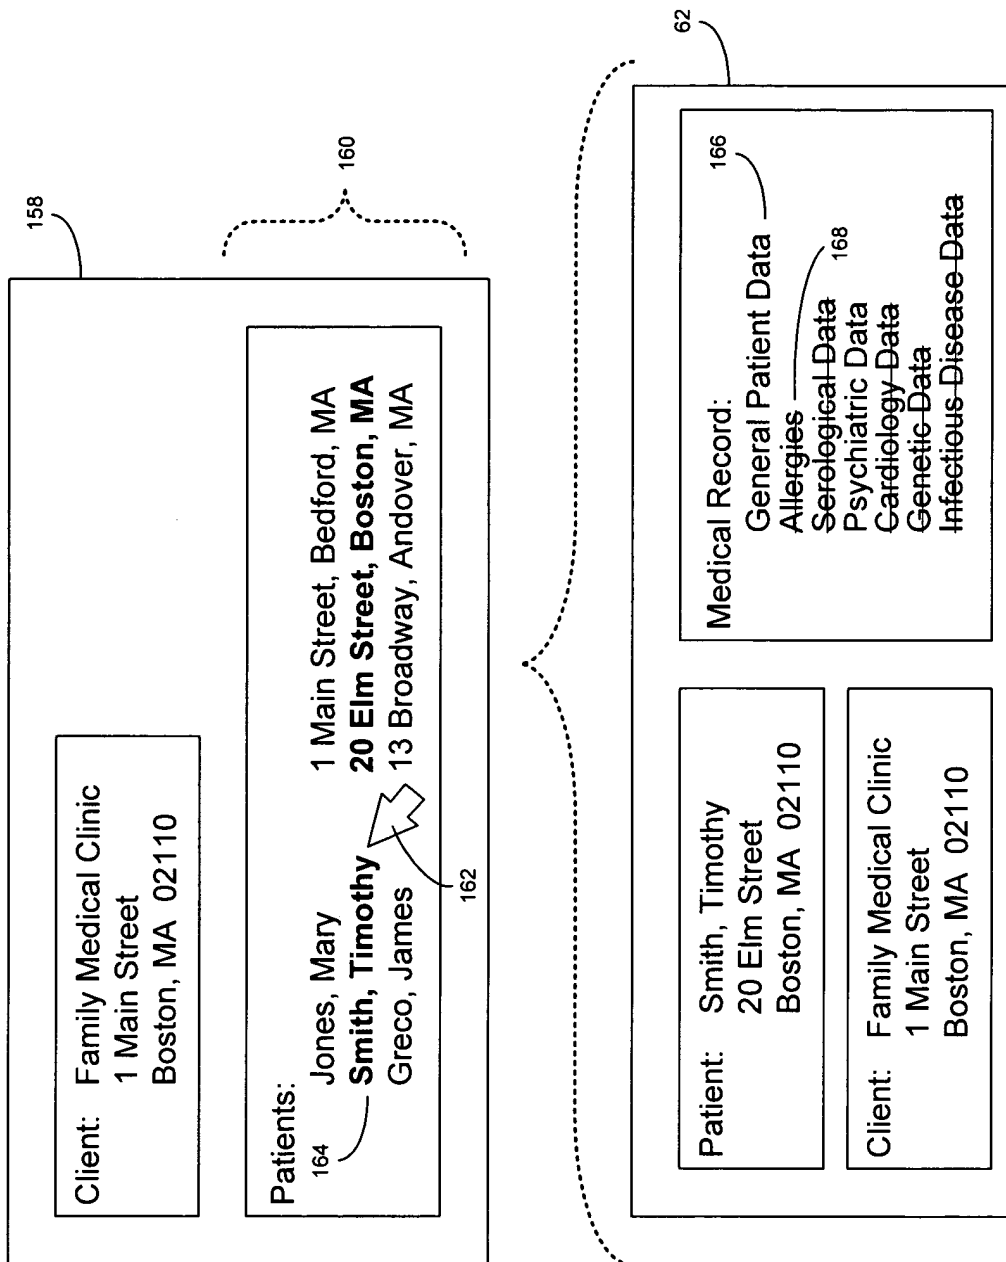 158
Client: Family Medical Clinic
1 Main Street
Boston, MA 02110
160
Patients:
Jones, Mary 1 Main Street, Bedford, MA
164
Smith, Timothy 20 Elm Street, Boston, MA
Greco, James 13 Broadway, Andover, MA
162
62
Patient: Smith, Timothy
20 Elm Street
Boston, MA 02110
Client: Family Medical Clinic
1 Main Street
Boston, MA 02110
Medical Record:
166
General Patient Data
Allergies
168
Serological Data
Psychiatric Data
Cardiology Data
Genetic Data
Infectious Disease Data